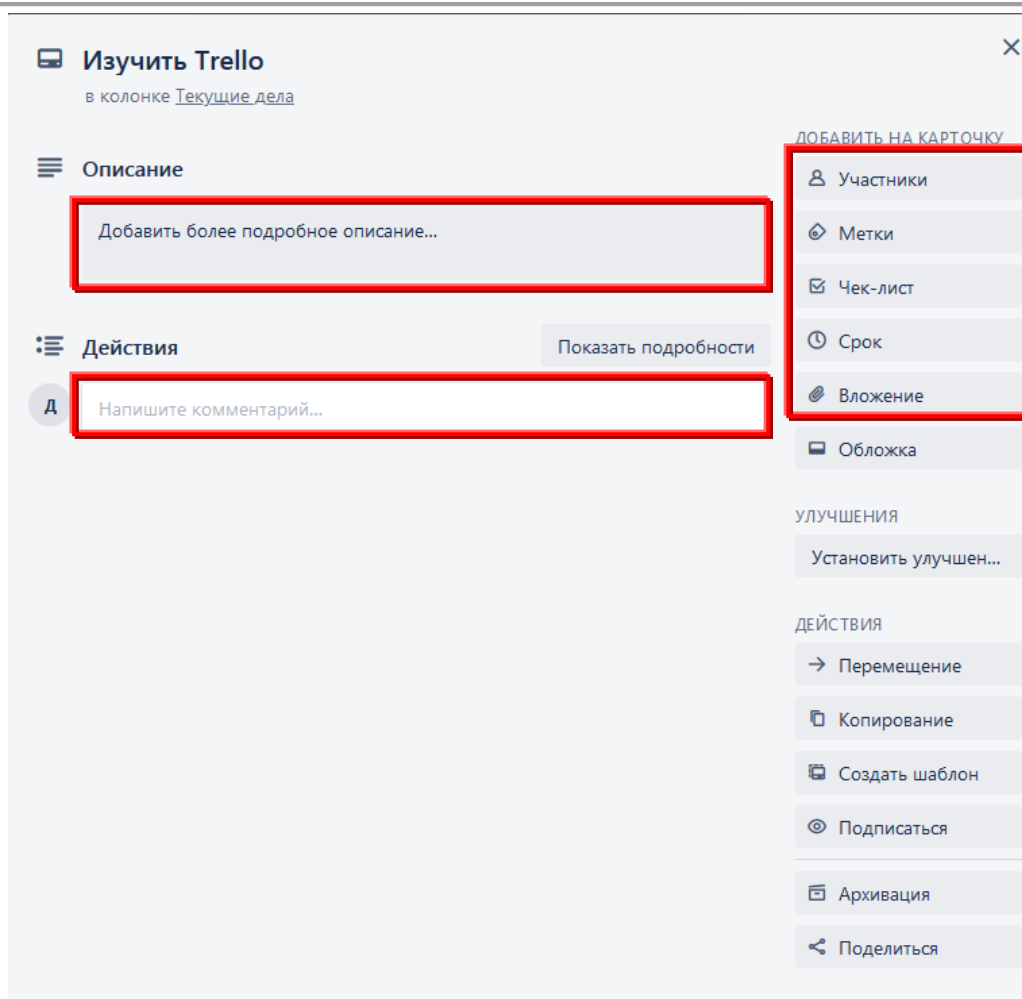 Изучить Trello
в колонке Текущие дела
Описание
Добавить более подробное описание...
Действия
Показать подробности
Д
Напишите комментарий...
ДОБАВИТЬ НА КАРТОЧКУ
Участники
Метки
Чек-лист
Срок
Вложение
Обложка
УЛУЧШЕНИЯ
Установить улучшен...
ДЕЙСТВИЯ
Перемещение
Копирование
Создать шаблон
Подписаться
Архивация
Поделиться